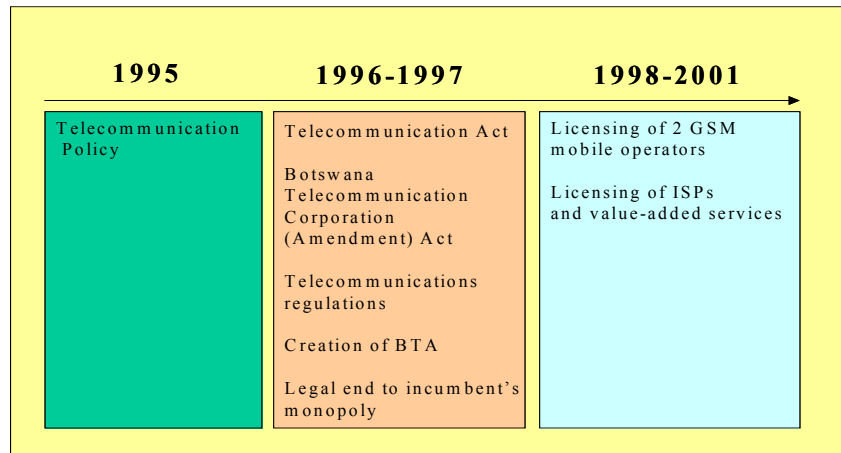 1995
1996-1997
1998-2001
Telecommunication
Policy
Telecommunication Act
Botswana
Telecommunication
Corporation
(Amendment) Act
Telecommunications
regulations
Creation of BTA
Legal end to incumbent's
monopoly
Licensing of 2 GSM
mobile operators
Licensing of ISPs
and value-added services